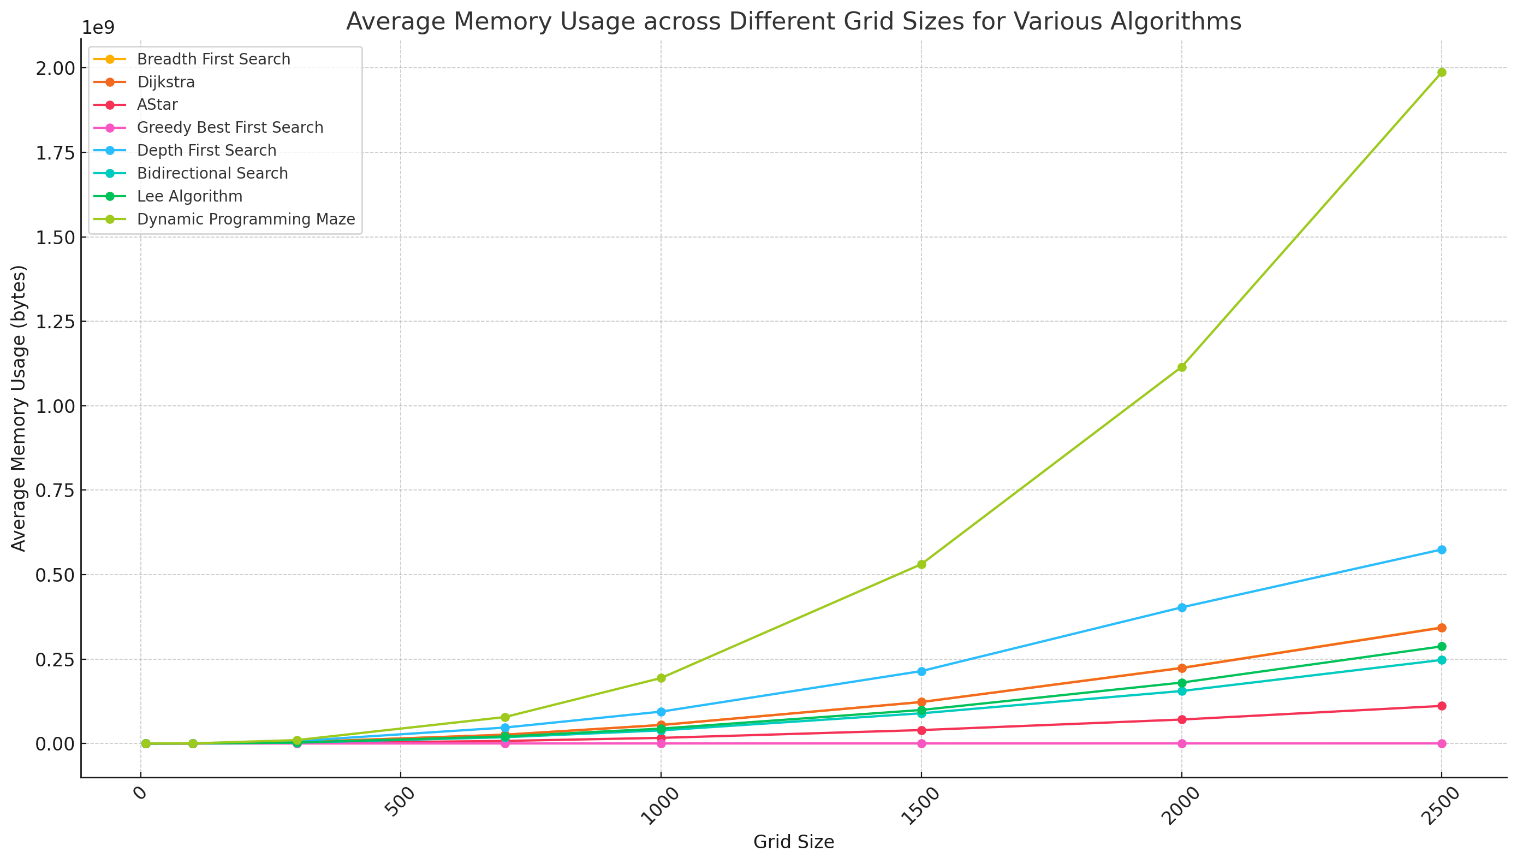 Average Memory Usage across Different Grid Sizes for Various Algorithms
1e9
Breadth First Search
Dijkstra
AStar
Greedy Best First Search
Depth First Search
Bidirectional Search
Lee Algorithm
Dynamic Programming Maze
2.00
1.75
1.50
1.25
1.00
0.75
0.50
0.25
0.00
Average Memory Usage (bytes)
0
500
1000
1500
2000
2500
Grid Size